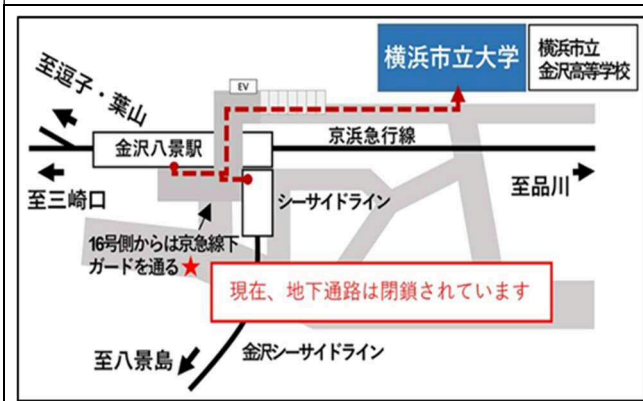 横浜市立大学
横浜市立
金沢高等学校
EV
至逗子・葉山
金沢八景駅
京浜急行線
至三崎口
シーサイドライン
至品川
16号側からは京急線下
ガードを通る★
現在、地下通路は閉鎖されています
至八景島
金沢シーサイドライン